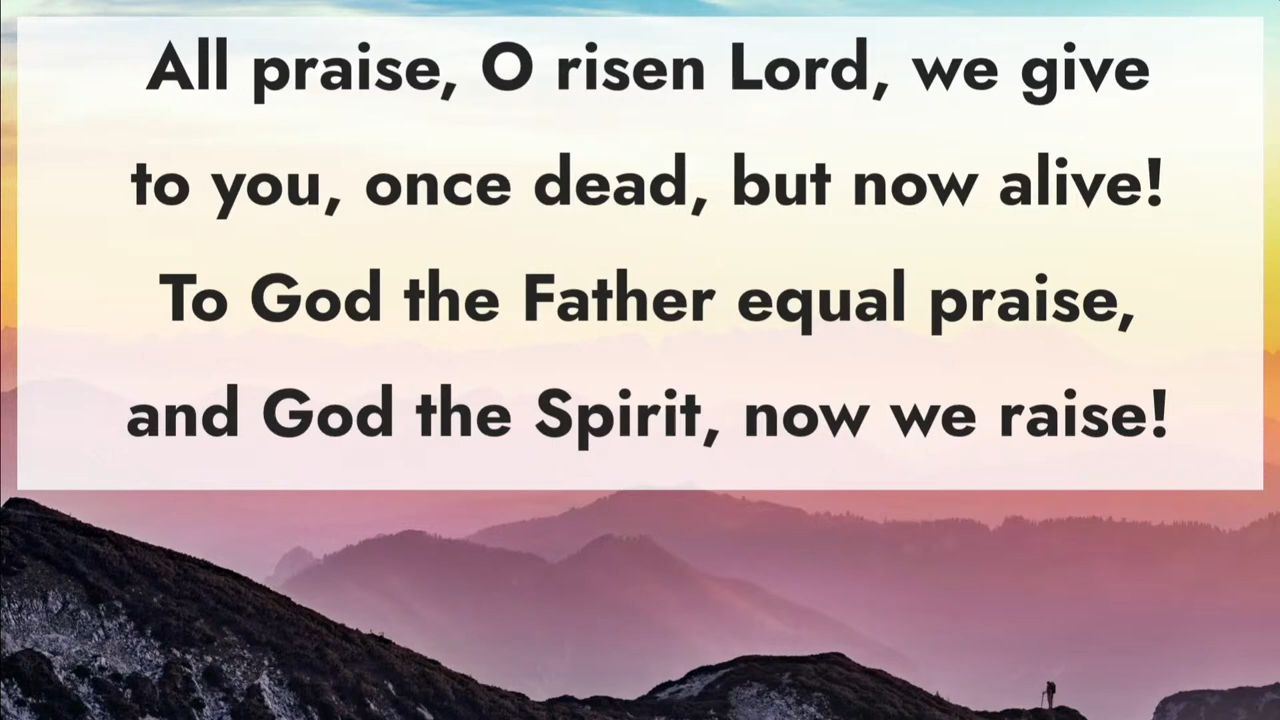 All praise, O risen Lord, we give
to you, once dead, but now alive!
To God the Father equal praise,
and God the Spirit, now we raise!